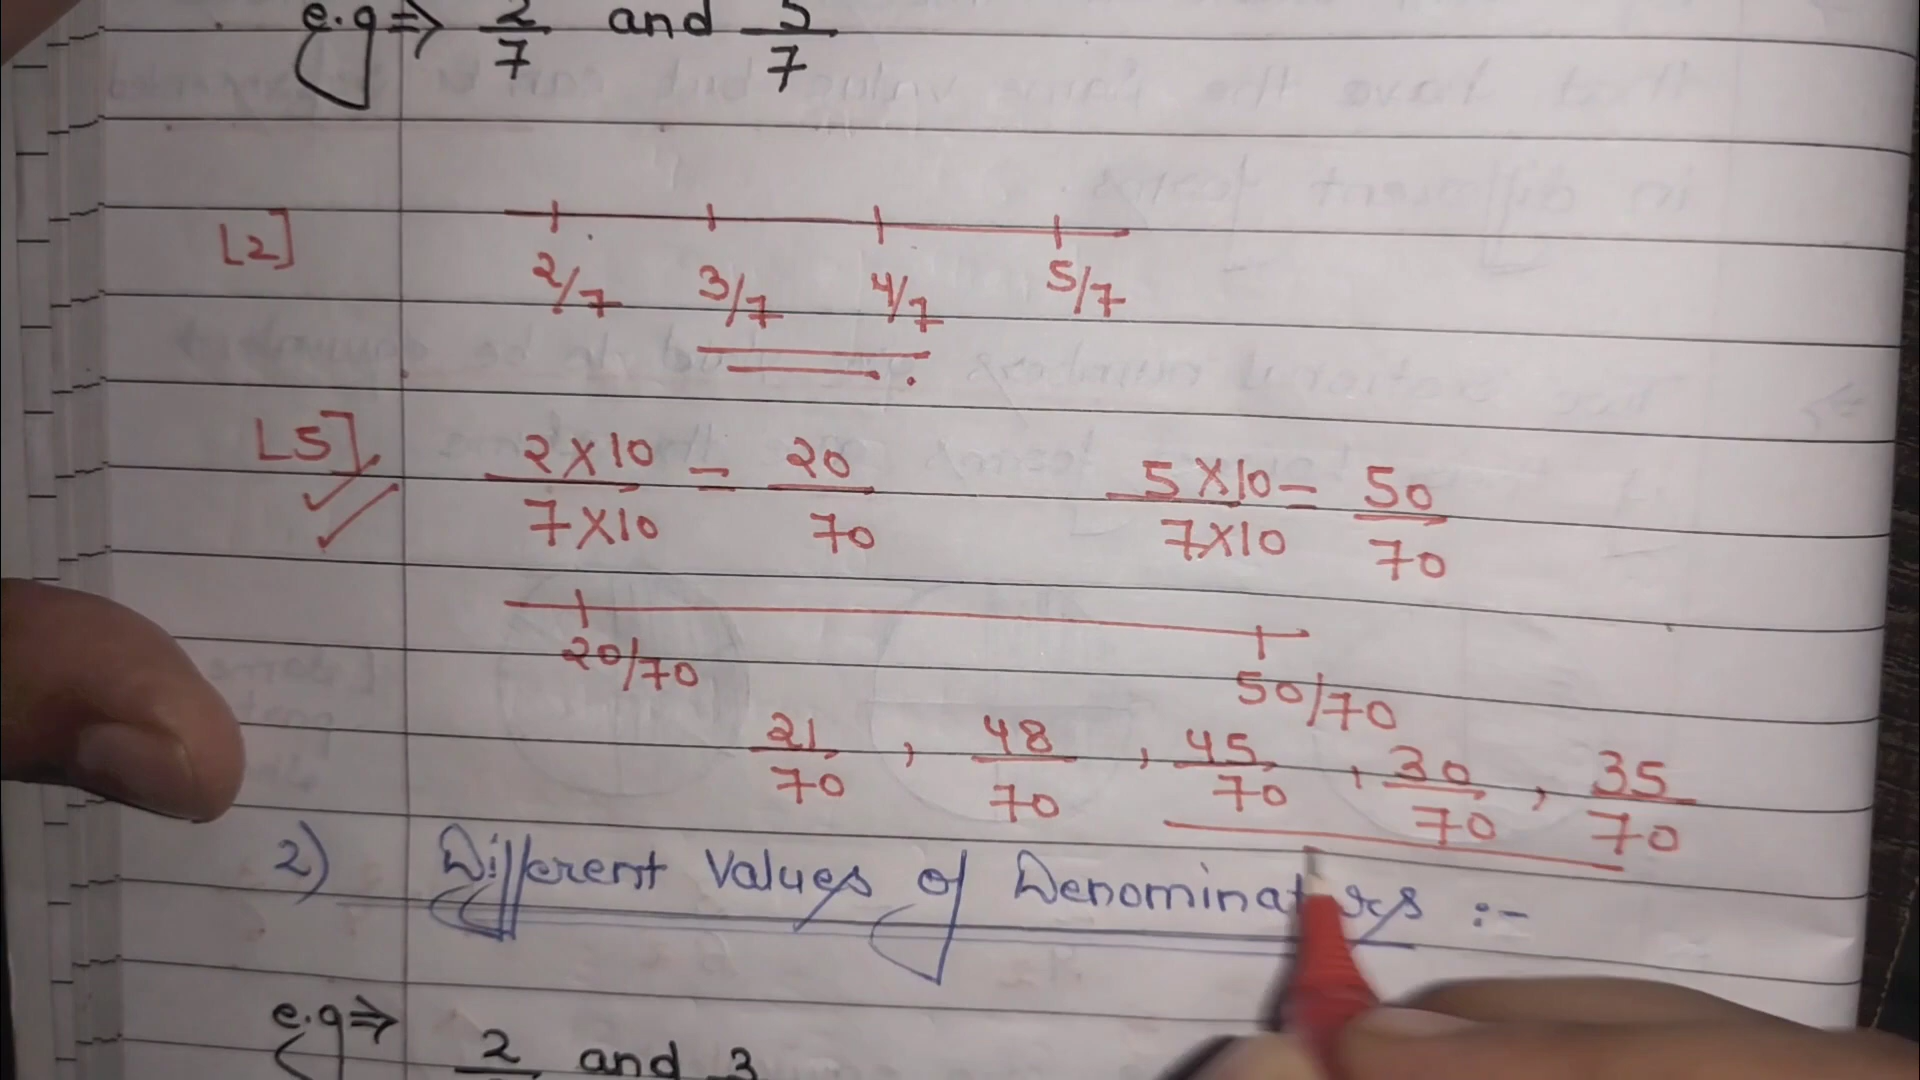 e.g ⇒ 2/7 and 5/7
[2]
2/7 3/7 4/7 5/7
[5] 2×10/7×10 = 20/70 5×10/7×10 = 50/70
20/70 50/70
21/70 , 48/70 , 45/70 , 30/70 , 35/70
2) Different Values of Denominators :-
e.g ⇒ 2 and 3